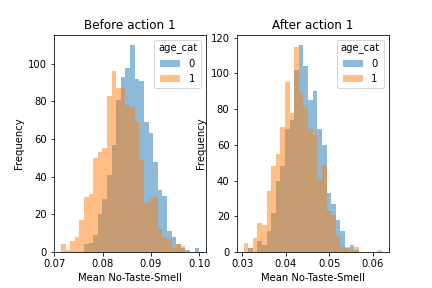 Before action 1
After action 1
Frequency
100
80
60
40
20
0
age_cat
0
1
0.07 0.08 0.09 0.10
Mean No-Taste-Smell
Frequency
120
100
80
60
40
20
0
age_cat
0
1
0.03 0.04 0.05 0.06
Mean No-Taste-Smell